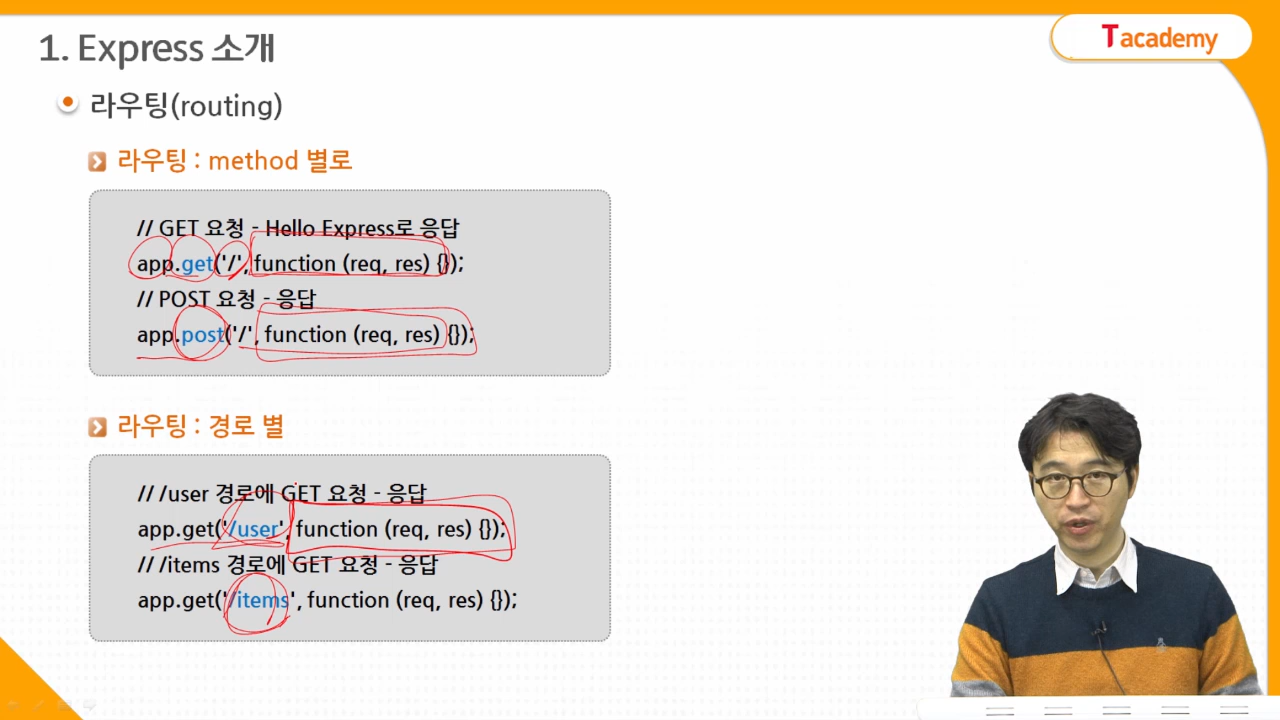 1. Express 소개
T academy
라우팅(routing)
라우팅 : method 별로
// GET 요청 - Hello Express로 응답
app.get('/', function (req, res) {});
// POST 요청 - 응답
app.post('/', function (req, res) {});
라우팅 : 경로 별
// /user 경로에 GET 요청 - 응답
app.get('/user', function (req, res) {});
// /items 경로에 GET 요청 - 응답
app.get('/items', function (req, res) {});